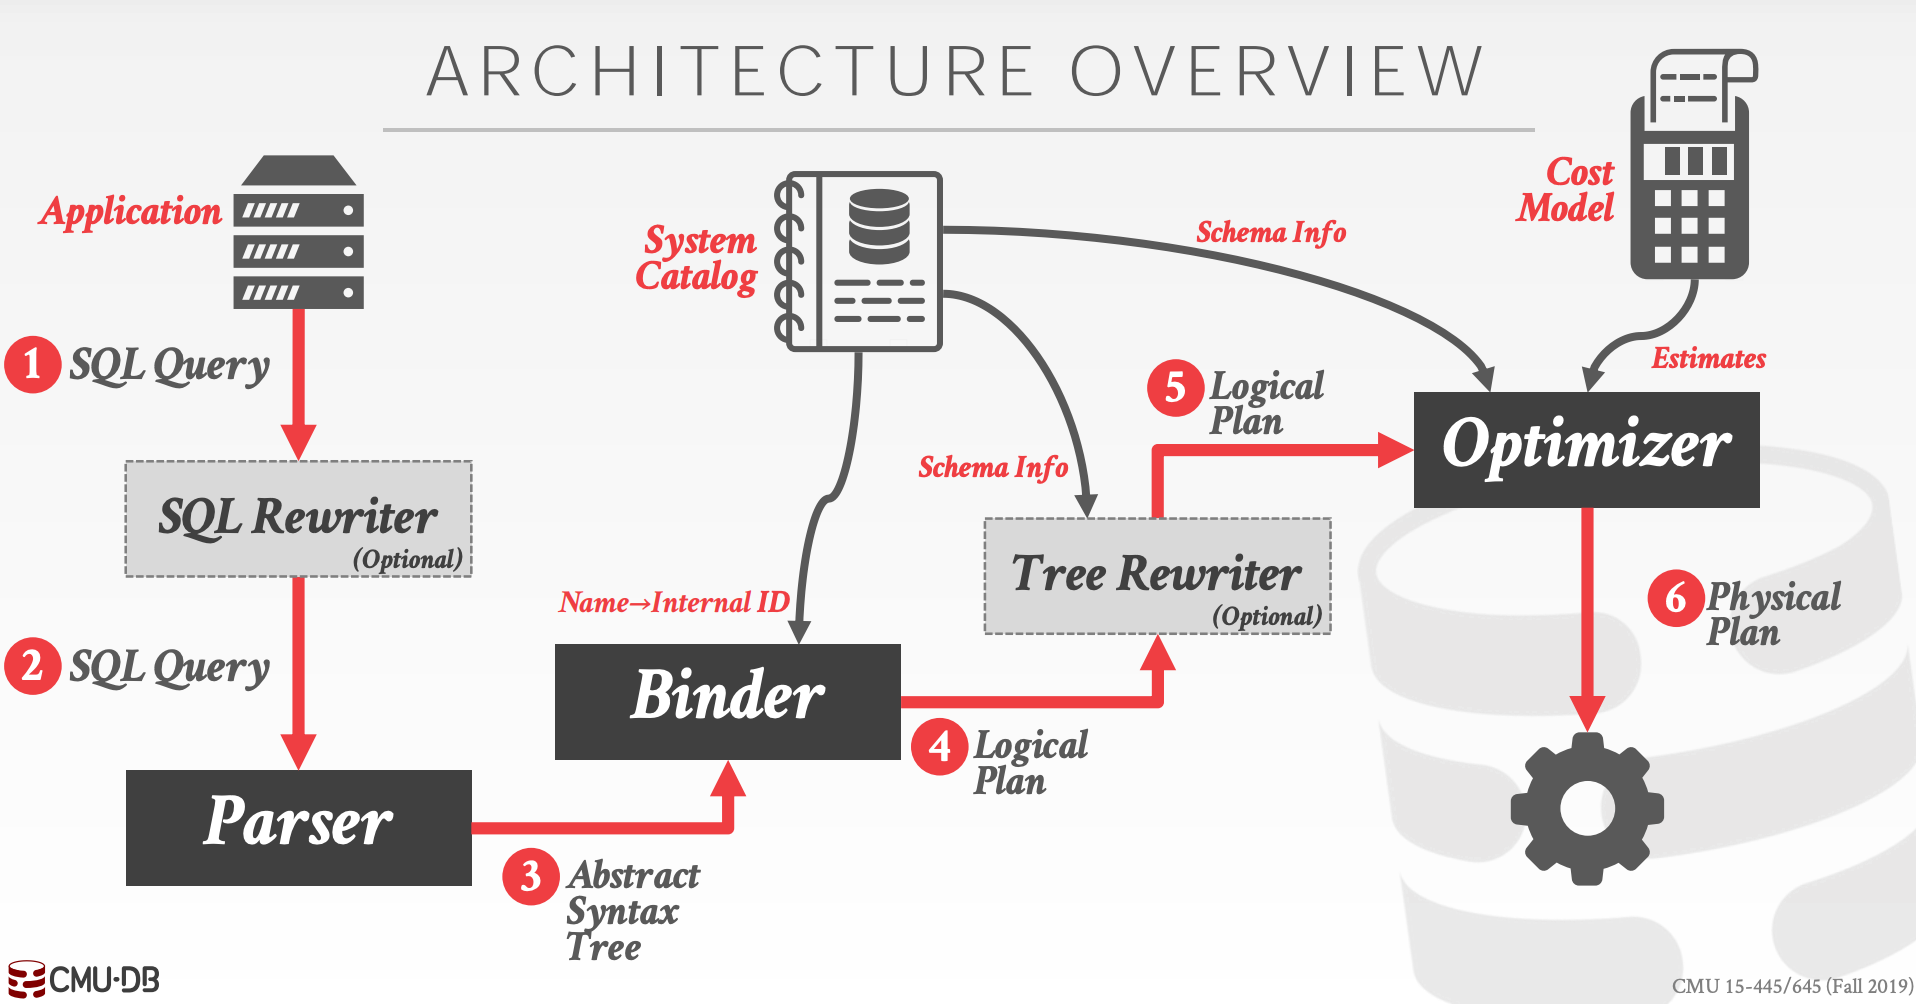 ARCHITECTURE OVERVIEW
Application
System
Catalog
Schema Info
Cost
Model
1 SQL Query
Estimates
5 Logical
Plan
Optimizer
Schema Info
SQL Rewriter
(Optional)
Tree Rewriter
(Optional)
Name→Internal ID
6 Physical
Plan
2 SQL Query
Binder
4 Logical
Plan
Parser
3 Abstract
Syntax
Tree
CMU·DB
CMU 15-445/645 (Fall 2019)